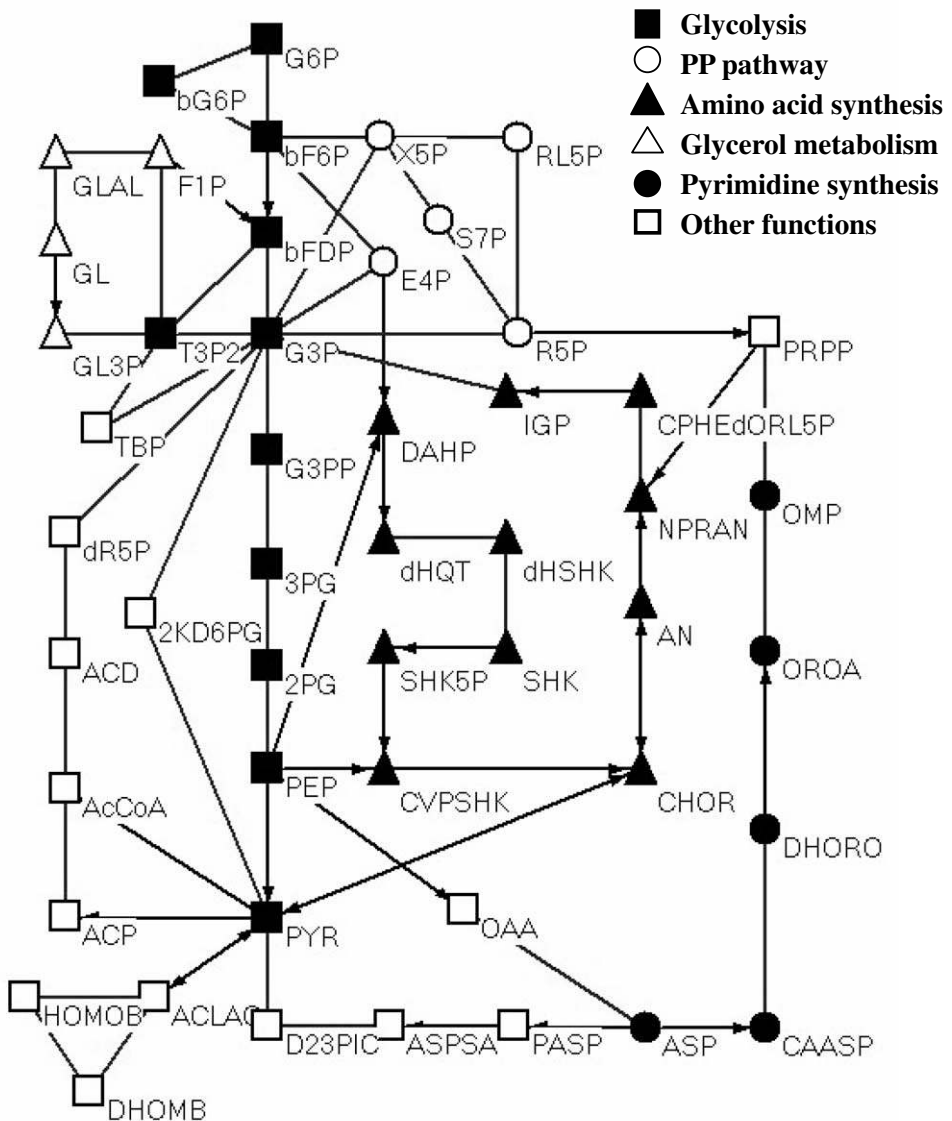 Glycolysis
PP pathway
Amino acid synthesis
Glycerol metabolism
Pyrimidine synthesis
Other functions
G6P
bG6P
bF6P
X5P
RL5P
GLAL
F1P
S7P
bFDP
GL
E4P
GL3P
T3P2
G3P
R5P
PRPP
TBP
IGP
CPHEdORL5P
DAHP
G3PP
NPRAN
OMP
dR5P
dHQT
dHSHK
3PG
2KD6PG
AN
ACD
2PG
SHK5P
SHK
OROA
PEP
CVPSHK
CHOR
AcCoA
DHORO
ACP
PYR
OAA
HOMOB
ACLAC
D23PIC
ASPSA
PASP
ASP
CAASP
DHOMB